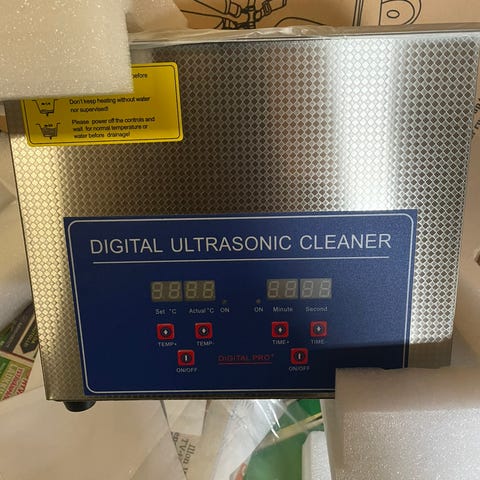 before
Don't keep heating without water
nor supervised!
Please power off the controls and
wait for normal temperature or
water before drainage!
DIGITAL ULTRASONIC CLEANER
Set °C Actual °C ON ON Minute Second
TEMP+ TEMP- TIME+ TIME-
DIGITAL PRO+
ON/OFF ON/OFF